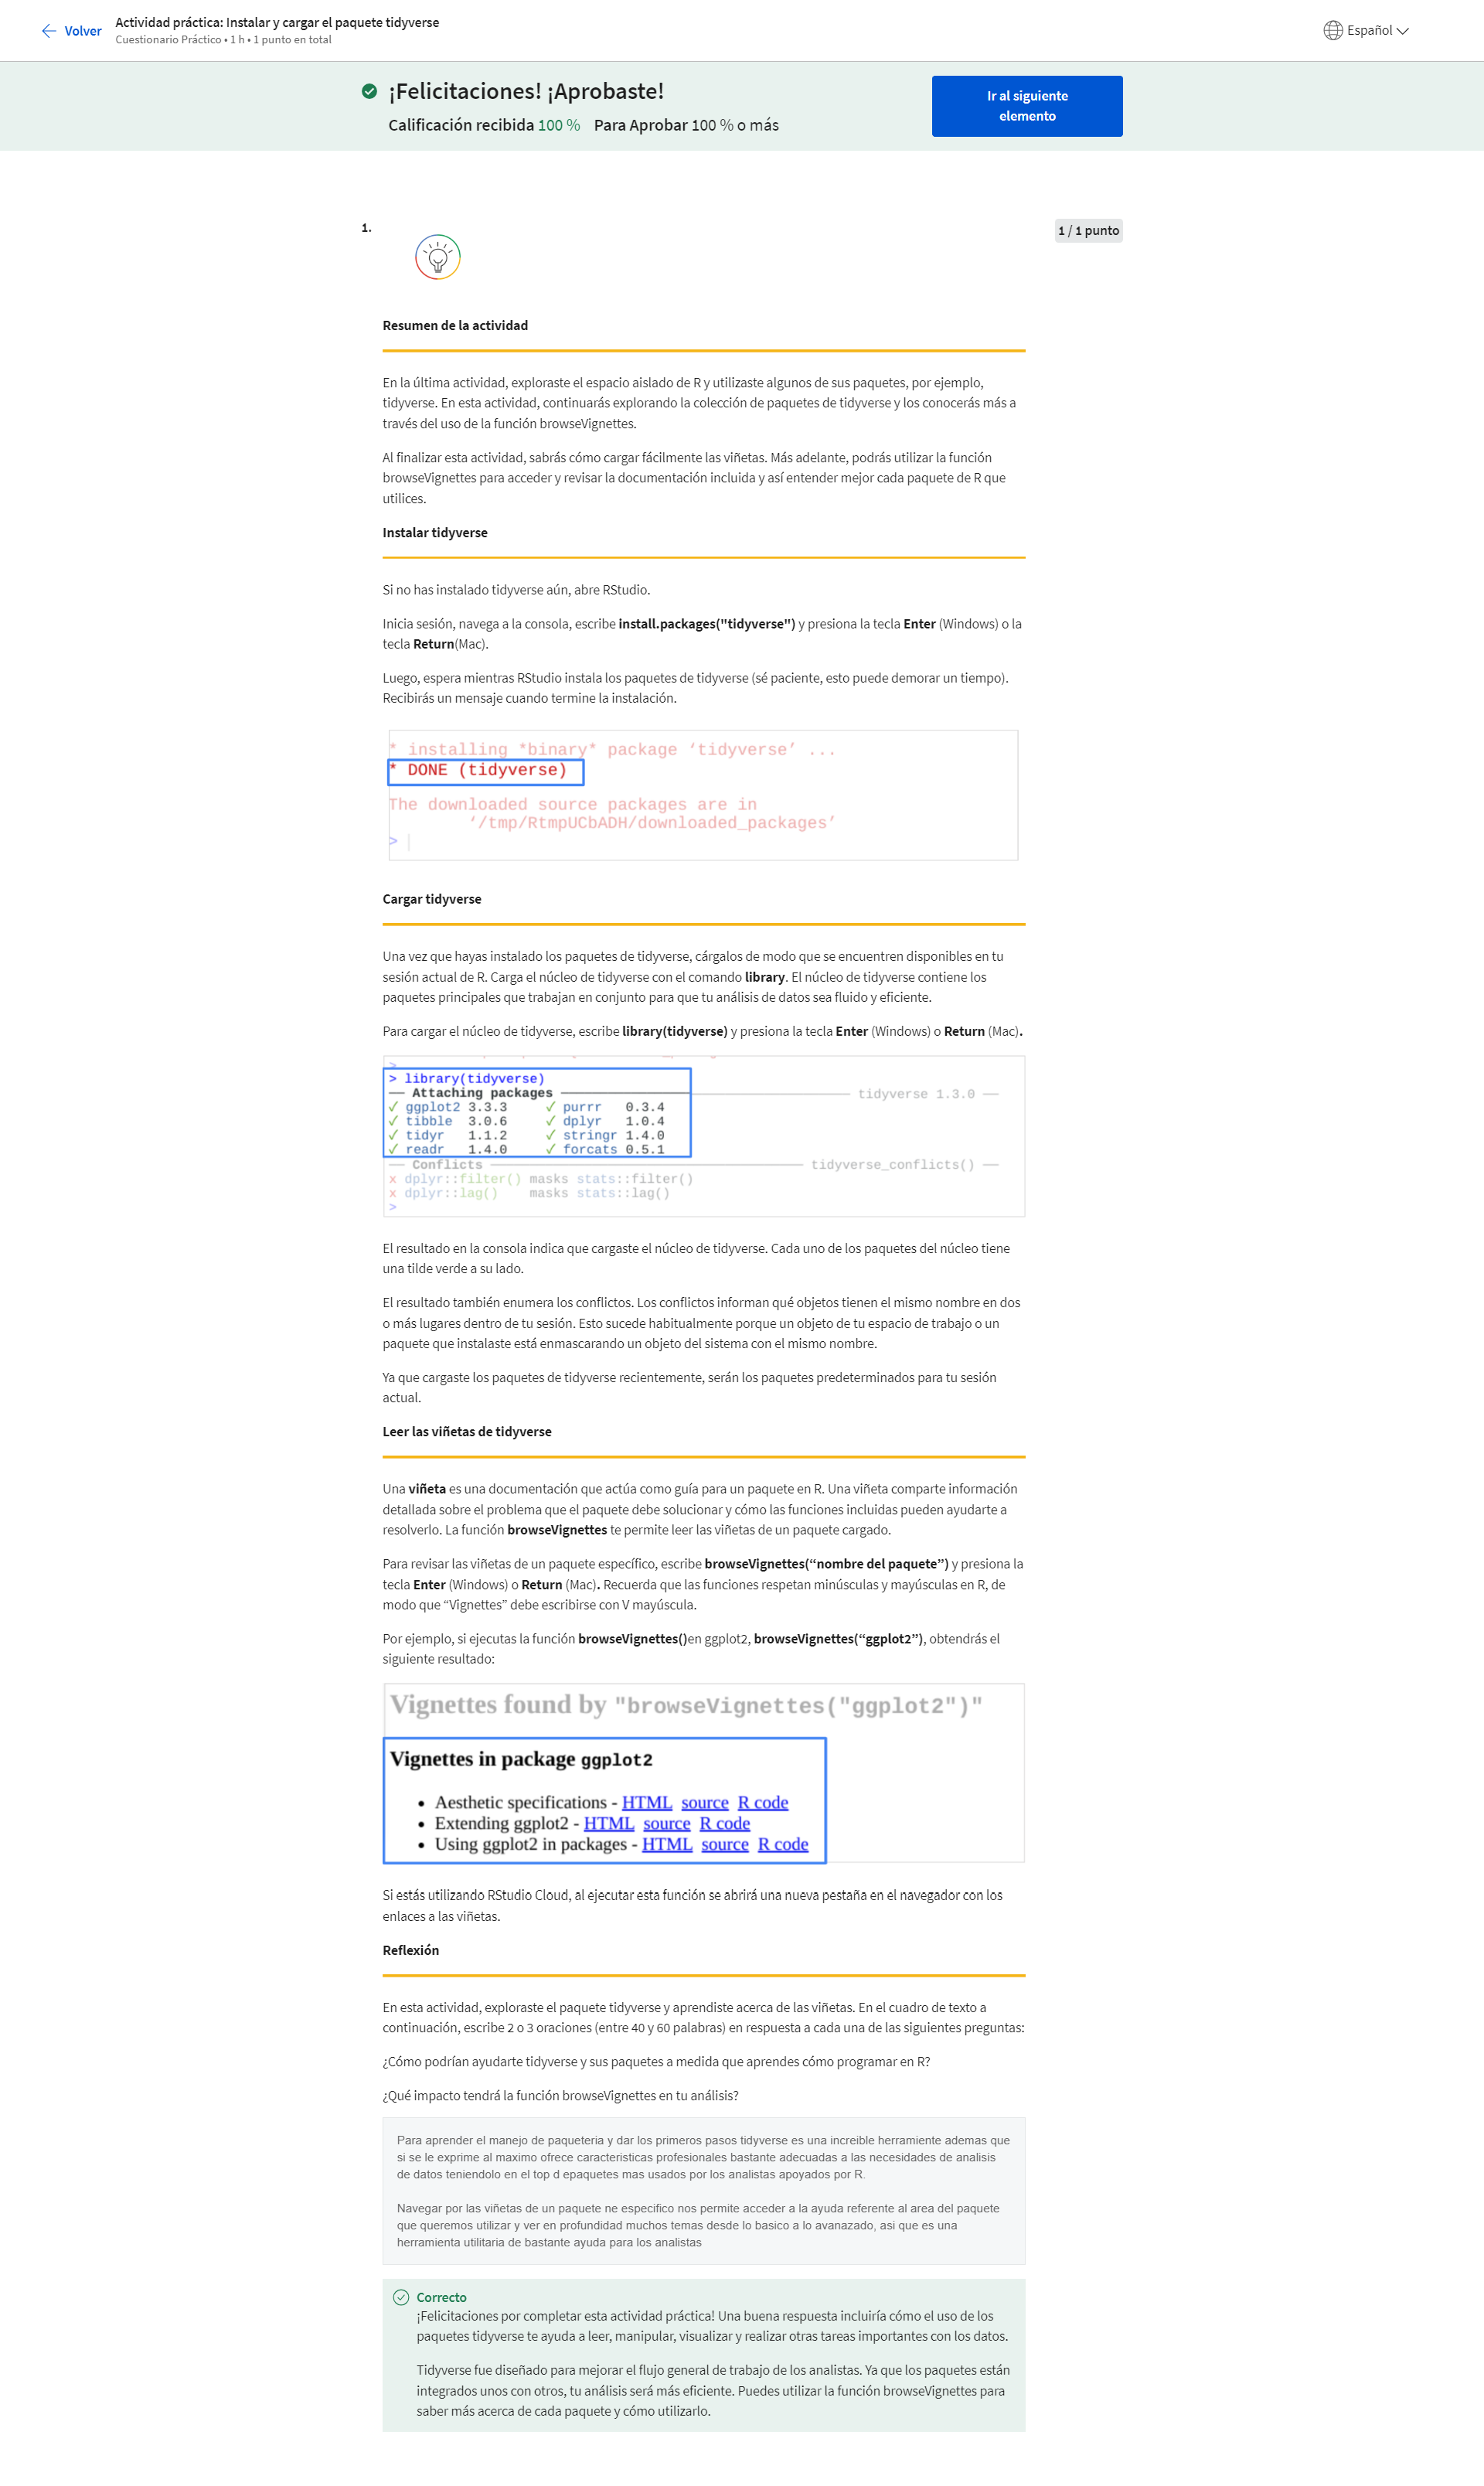 Volver
Actividad práctica: Instalar y cargar el paquete tidyverse
Cuestionario Práctico • 1 h • 1 punto en total
Español
¡Felicitaciones! ¡Aprobaste!
Calificación recibida 100 % Para Aprobar 100 % o más
Ir al siguiente
elemento
1.
1 / 1 punto
Resumen de la actividad
En la última actividad, exploraste el espacio aislado de R y utilizaste algunos de sus paquetes, por ejemplo,
tidyverse. En esta actividad, continuarás explorando la colección de paquetes de tidyverse y los conocerás más a
través del uso de la función browseVignettes.
Al finalizar esta actividad, sabrás cómo cargar fácilmente las viñetas. Más adelante, podrás utilizar la función
browseVignettes para acceder y revisar la documentación incluida y así entender mejor cada paquete de R que
utilices.
Instalar tidyverse
Si no has instalado tidyverse aún, abre RStudio.
Inicia sesión, navega a la consola, escribe install.packages("tidyverse") y presiona la tecla Enter (Windows) o la
tecla Return(Mac).
Luego, espera mientras RStudio instala los paquetes de tidyverse (sé paciente, esto puede demorar un tiempo).
Recibirás un mensaje cuando termine la instalación.
* installing *binary* package ‘tidyverse’ ...
* DONE (tidyverse)
The downloaded source packages are in
‘/tmp/RtmpUCbADH/downloaded_packages’
>
Cargar tidyverse
Una vez que hayas instalado los paquetes de tidyverse, cárgalos de modo que se encuentren disponibles en tu
sesión actual de R. Carga el núcleo de tidyverse con el comando library. El núcleo de tidyverse contiene los
paquetes principales que trabajan en conjunto para que tu análisis de datos sea fluido y eficiente.
Para cargar el núcleo de tidyverse, escribe library(tidyverse) y presiona la tecla Enter (Windows) o Return (Mac).
>
> library(tidyverse)
── Attaching packages ── tidyverse 1.3.0 ──
✓ ggplot2 3.3.3 ✓ purrr 0.3.4
✓ tibble 3.0.6 ✓ dplyr 1.0.4
✓ tidyr 1.1.2 ✓ stringr 1.4.0
✓ readr 1.4.0 ✓ forcats 0.5.1
── Conflicts ── tidyverse_conflicts() ──
x dplyr::filter() masks stats::filter()
x dplyr::lag() masks stats::lag()
>
El resultado en la consola indica que cargaste el núcleo de tidyverse. Cada uno de los paquetes del núcleo tiene
una tilde verde a su lado.
El resultado también enumera los conflictos. Los conflictos informan qué objetos tienen el mismo nombre en dos
o más lugares dentro de tu sesión. Esto sucede habitualmente porque un objeto de tu espacio de trabajo o un
paquete que instalaste está enmascarando un objeto del sistema con el mismo nombre.
Ya que cargaste los paquetes de tidyverse recientemente, serán los paquetes predeterminados para tu sesión
actual.
Leer las viñetas de tidyverse
Una viñeta es una documentación que actúa como guía para un paquete en R. Una viñeta comparte información
detallada sobre el problema que el paquete debe solucionar y cómo las funciones incluidas pueden ayudarte a
resolverlo. La función browseVignettes te permite leer las viñetas de un paquete cargado.
Para revisar las viñetas de un paquete específico, escribe browseVignettes(“nombre del paquete”) y presiona la
tecla Enter (Windows) o Return (Mac). Recuerda que las funciones respetan minúsculas y mayúsculas en R, de
modo que “Vignettes” debe escribirse con V mayúscula.
Por ejemplo, si ejecutas la función browseVignettes()en ggplot2, browseVignettes(“ggplot2”), obtendrás el
siguiente resultado:
Vignettes found by "browseVignettes("ggplot2")"
Vignettes in package ggplot2
• Aesthetic specifications - HTML source R code
• Extending ggplot2 - HTML source R code
• Using ggplot2 in packages - HTML source R code
Si estás utilizando RStudio Cloud, al ejecutar esta función se abrirá una nueva pestaña en el navegador con los
enlaces a las viñetas.
Reflexión
En esta actividad, exploraste el paquete tidyverse y aprendiste acerca de las viñetas. En el cuadro de texto a
continuación, escribe 2 o 3 oraciones (entre 40 y 60 palabras) en respuesta a cada una de las siguientes preguntas:
¿Cómo podrían ayudarte tidyverse y sus paquetes a medida que aprendes cómo programar en R?
¿Qué impacto tendrá la función browseVignettes en tu análisis?
Para aprender el manejo de paqueteria y dar los primeros pasos tidyverse es una increible herramiente ademas que
si se le exprime al maximo ofrece caracteristicas profesionales bastante adecuadas a las necesidades de analisis
de datos teniendolo en el top d epaquetes mas usados por los analistas apoyados por R.
Navegar por las viñetas de un paquete ne especifico nos permite acceder a la ayuda referente al area del paquete
que queremos utilizar y ver en profundidad muchos temas desde lo basico a lo avanazado, asi que es una
herramienta utilitaria de bastante ayuda para los analistas
Correcto
¡Felicitaciones por completar esta actividad práctica! Una buena respuesta incluiría cómo el uso de los
paquetes tidyverse te ayuda a leer, manipular, visualizar y realizar otras tareas importantes con los datos.
Tidyverse fue diseñado para mejorar el flujo general de trabajo de los analistas. Ya que los paquetes están
integrados unos con otros, tu análisis será más eficiente. Puedes utilizar la función browseVignettes para
saber más acerca de cada paquete y cómo utilizarlo.